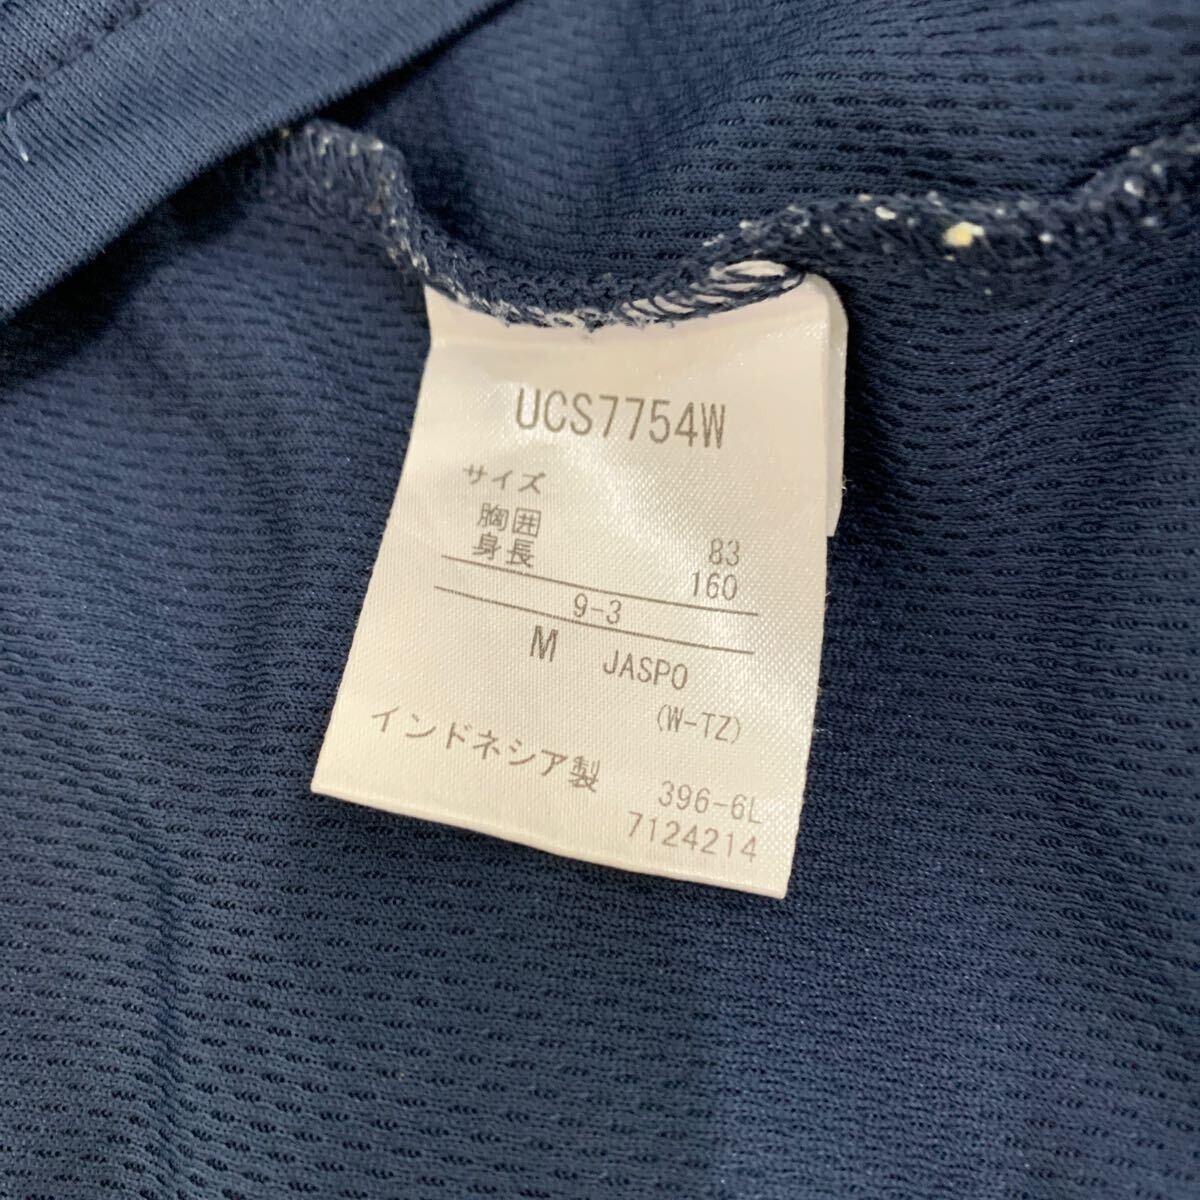 UCS7754W
サイズ
胸囲 83
身長 160
9-3
M JASPO
(W-TZ)
インドネシア製
396-6L
7124214